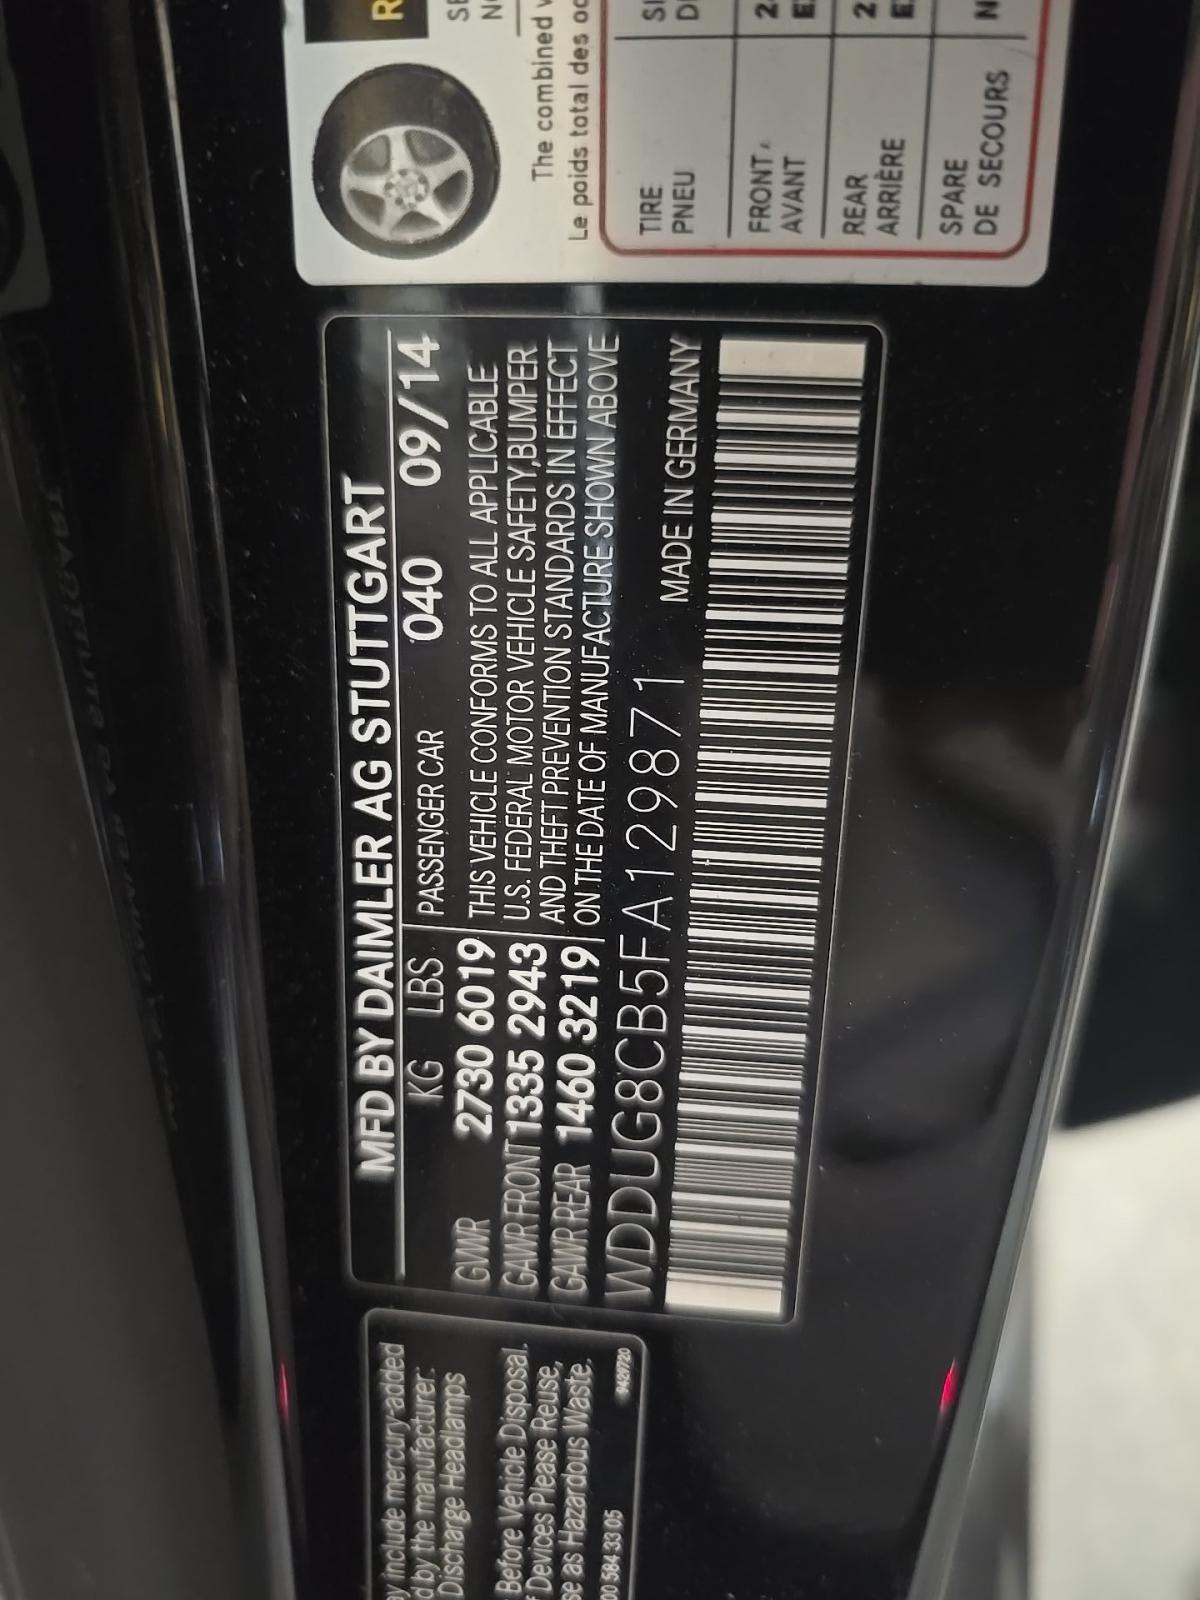 MFD BY DAIMLER AG STUTTGART
KG LBS PASSENGER CAR 040 09/14
GVWR 2730 6019 THIS VEHICLE CONFORMS TO ALL APPLICABLE
GAWR FRONT 1335 2943 U.S. FEDERAL MOTOR VEHICLE SAFETY,BUMPER
GAWR REAR 1460 3219 AND THEFT PREVENTION STANDARDS IN EFFECT
ON THE DATE OF MANUFACTURE SHOWN ABOVE
WDDUG8CB5FA129871 MADE IN GERMANY
include mercury-added
by the manufacturer.
Discharge Headlamps
Before Vehicle Disposal.
Devices Please Reuse,
as Hazardous Waste.
00 584 33 05
The combined
Le poids total des
TIRE
PNEU
FRONT
AVANT
REAR
ARRIÈRE
SPARE
DE SECOURS